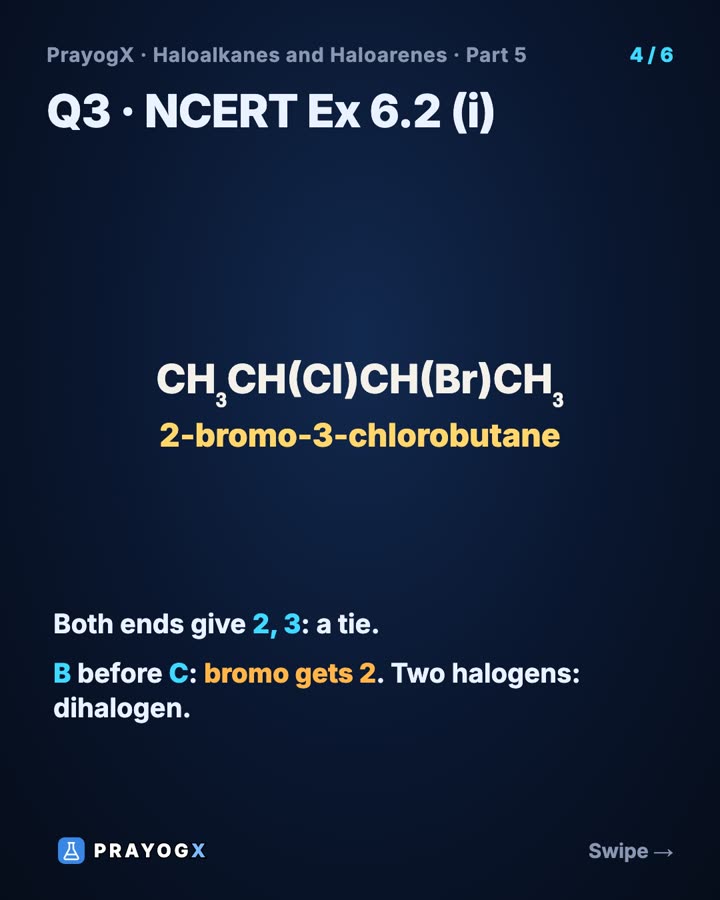 PrayogX · Haloalkanes and Haloarenes · Part 5
4 / 6
Q3 · NCERT Ex 6.2 (i)
CH₃CH(Cl)CH(Br)CH₃
2-bromo-3-chlorobutane
Both ends give 2, 3: a tie.
B before C: bromo gets 2. Two halogens:
dihalogen.
PRAYOGX
Swipe →